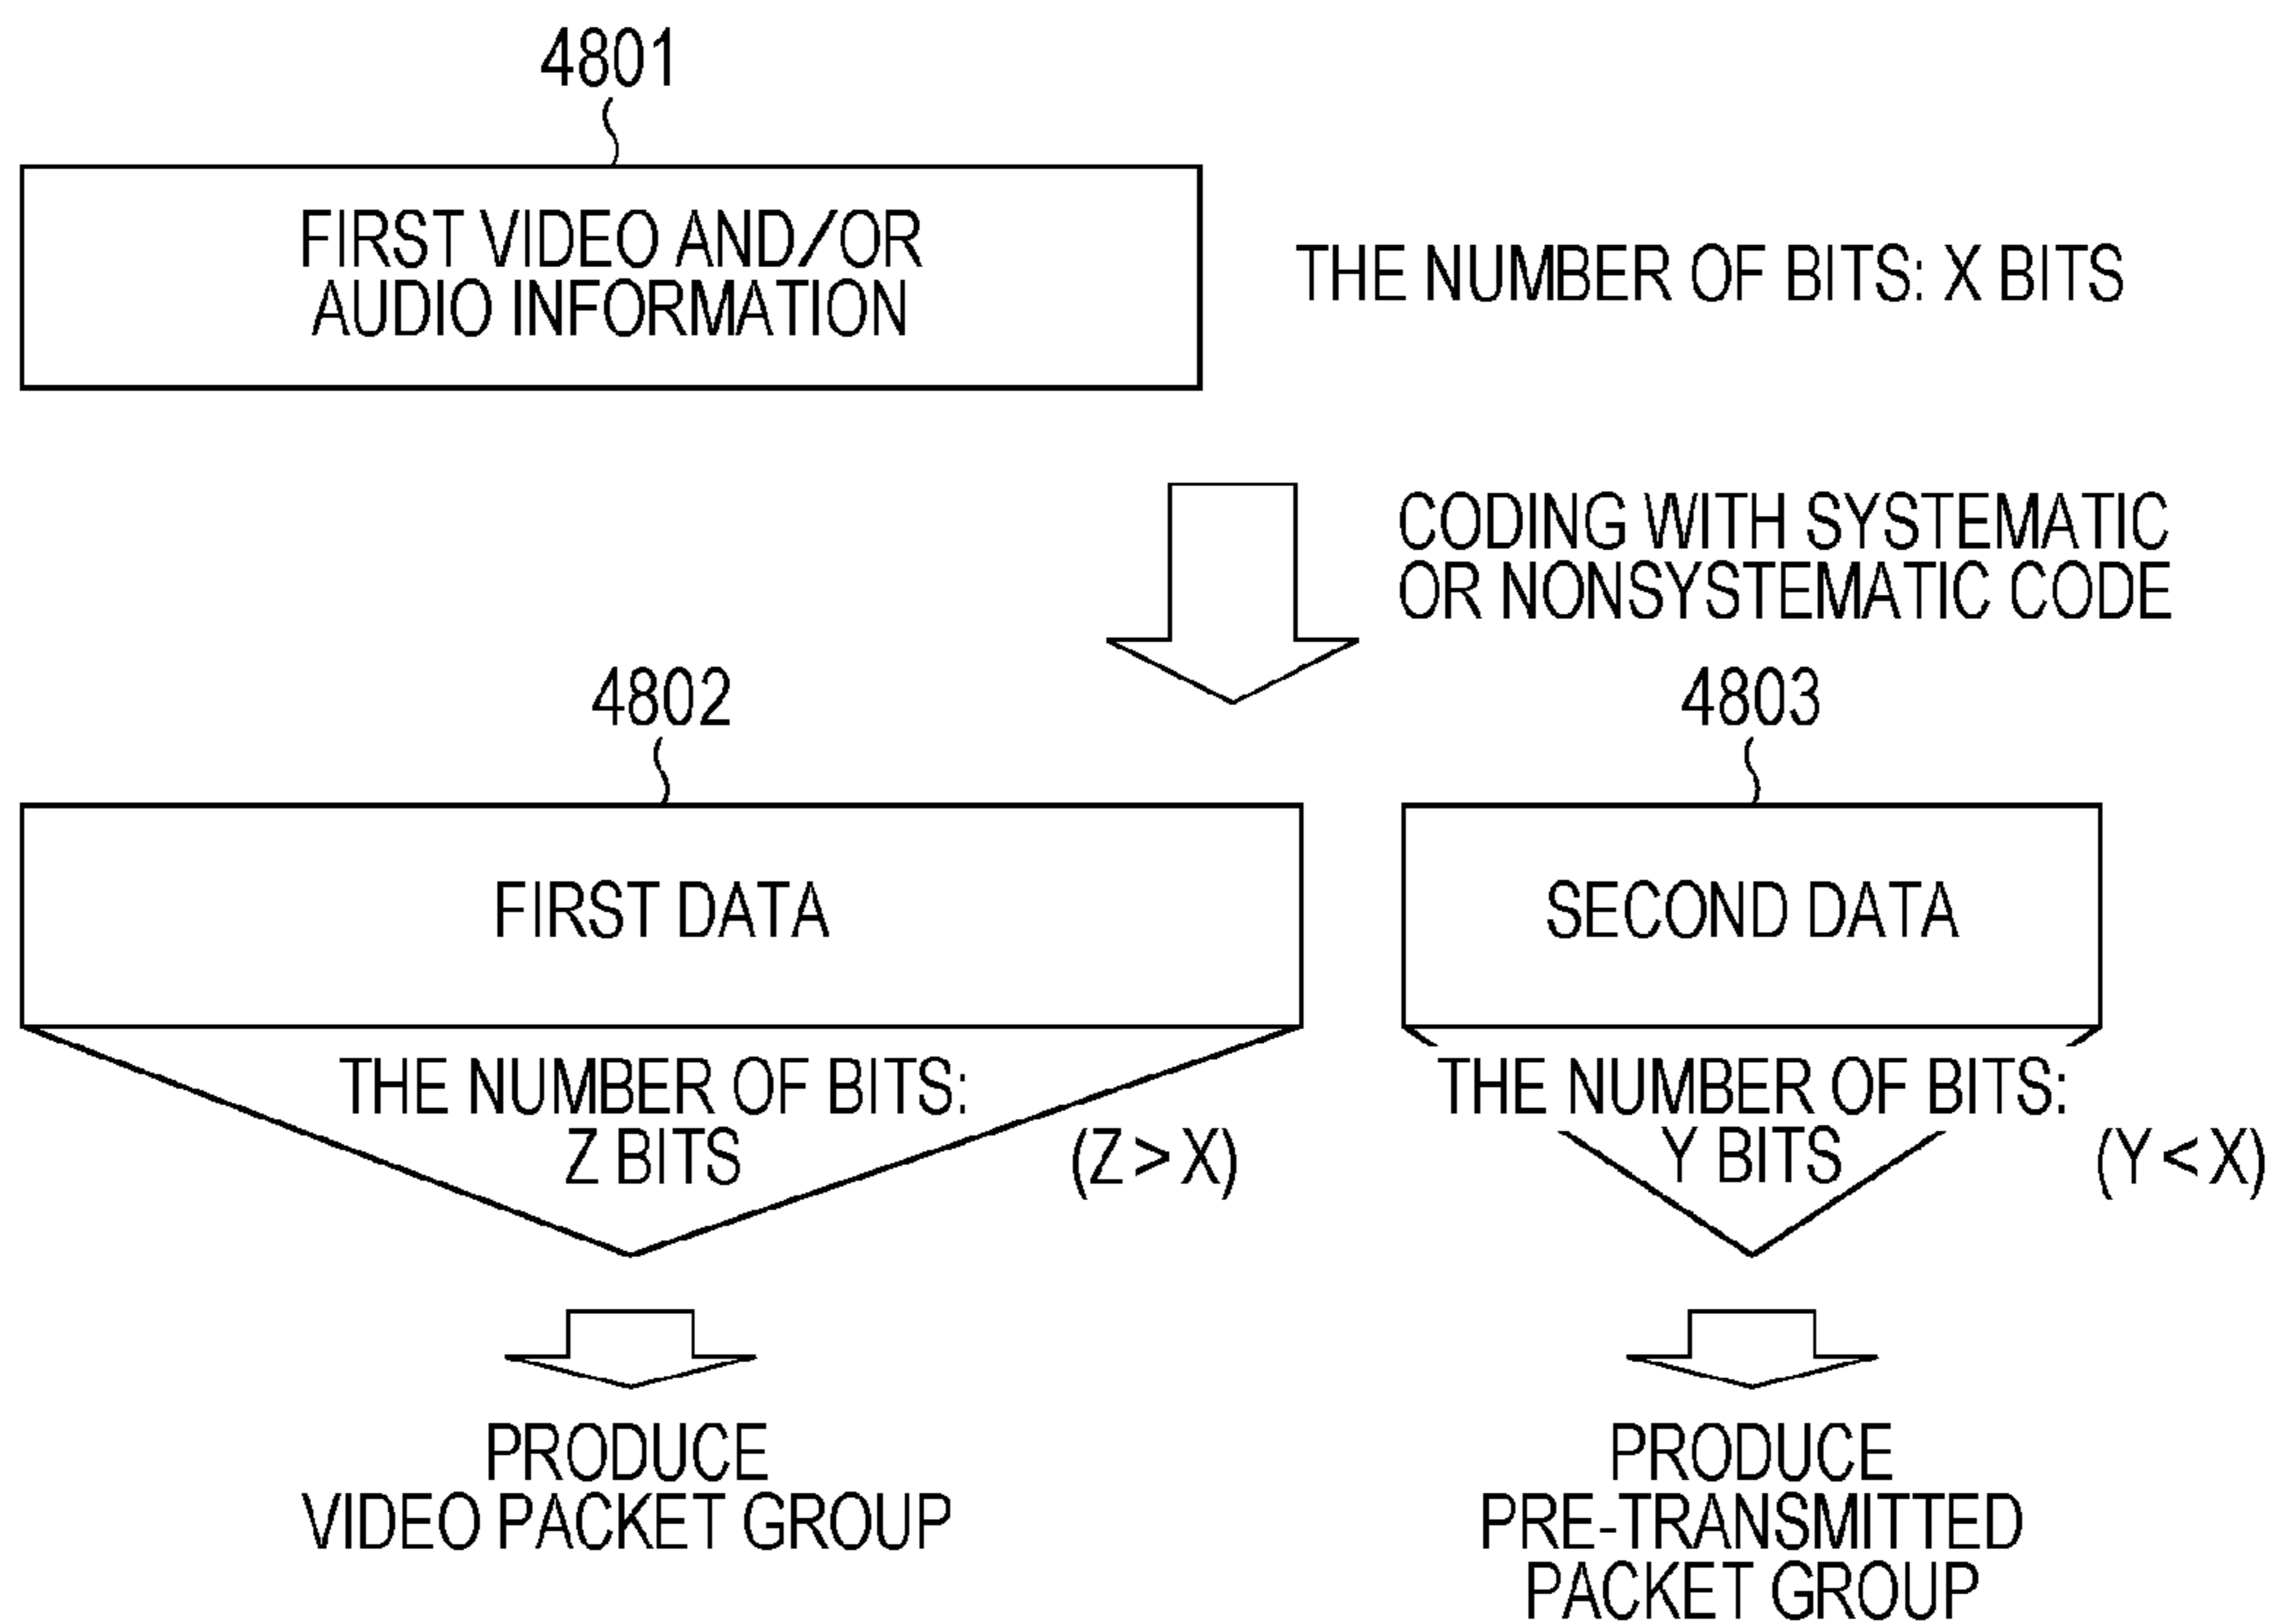 4801
FIRST VIDEO AND/OR
AUDIO INFORMATION
THE NUMBER OF BITS: X BITS
CODING WITH SYSTEMATIC
OR NONSYSTEMATIC CODE
4802
4803
FIRST DATA
SECOND DATA
THE NUMBER OF BITS:
Z BITS
(Z > X)
THE NUMBER OF BITS:
Y BITS
(Y < X)
PRODUCE
VIDEO PACKET GROUP
PRODUCE
PRE-TRANSMITTED
PACKET GROUP